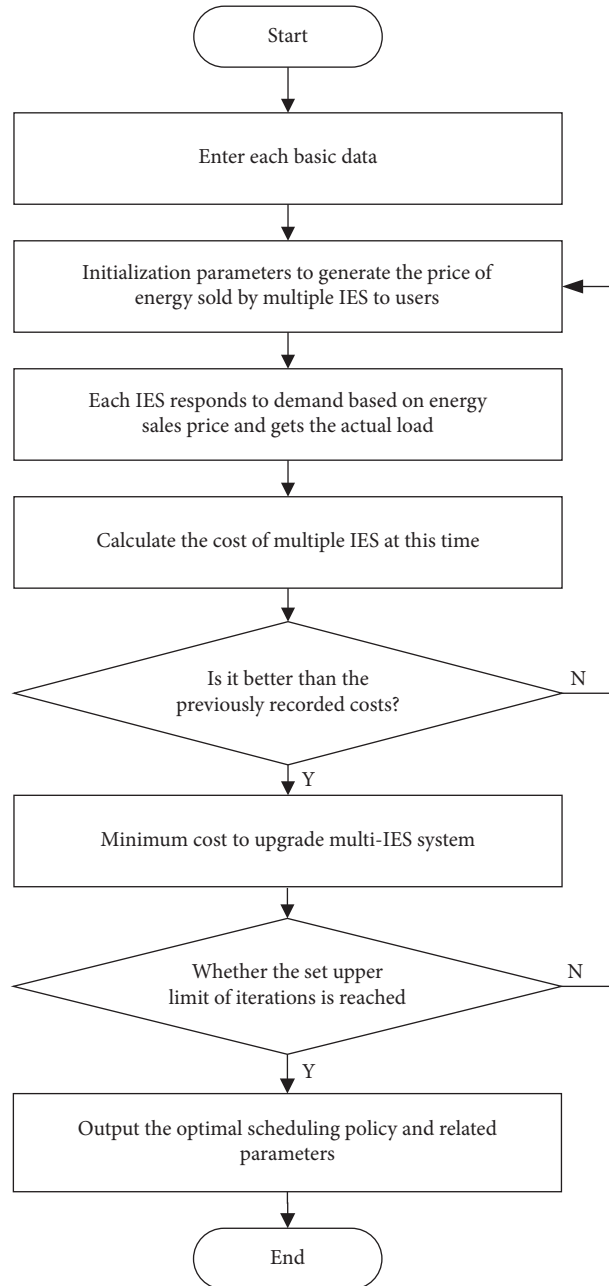 Start
Enter each basic data
Initialization parameters to generate the price of
energy sold by multiple IES to users
Each IES responds to demand based on energy
sales price and gets the actual load
Calculate the cost of multiple IES at this time
Is it better than the
previously recorded costs?
N
Y
Minimum cost to upgrade multi-IES system
Whether the set upper
limit of iterations is reached
N
Y
Output the optimal scheduling policy and related
parameters
End